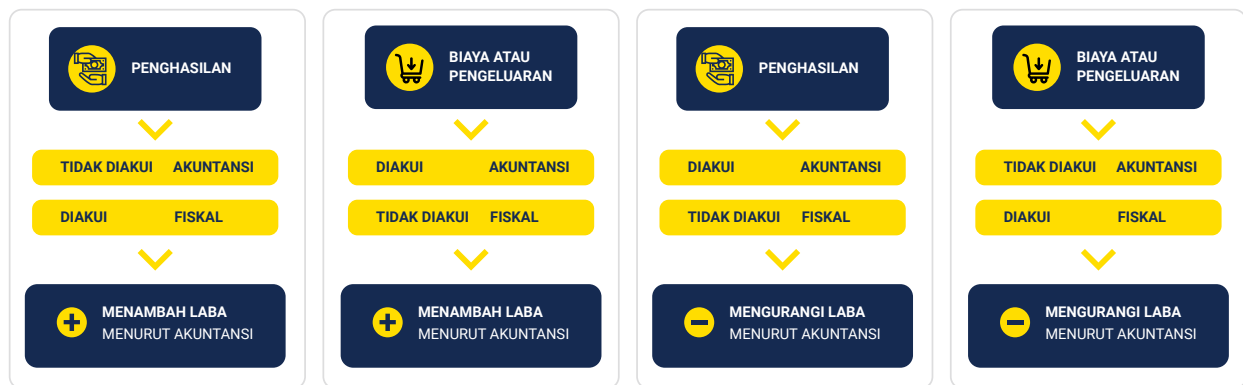 PENGHASILAN
TIDAK DIAKUI AKUNTANSI
DIAKUI FISKAL
MENAMBAH LABA
MENURUT AKUNTANSI
BIAYA ATAU
PENGELUARAN
DIAKUI AKUNTANSI
TIDAK DIAKUI FISKAL
MENAMBAH LABA
MENURUT AKUNTANSI
PENGHASILAN
DIAKUI AKUNTANSI
TIDAK DIAKUI FISKAL
MENGURANGI LABA
MENURUT AKUNTANSI
BIAYA ATAU
PENGELUARAN
TIDAK DIAKUI AKUNTANSI
DIAKUI FISKAL
MENGURANGI LABA
MENURUT AKUNTANSI